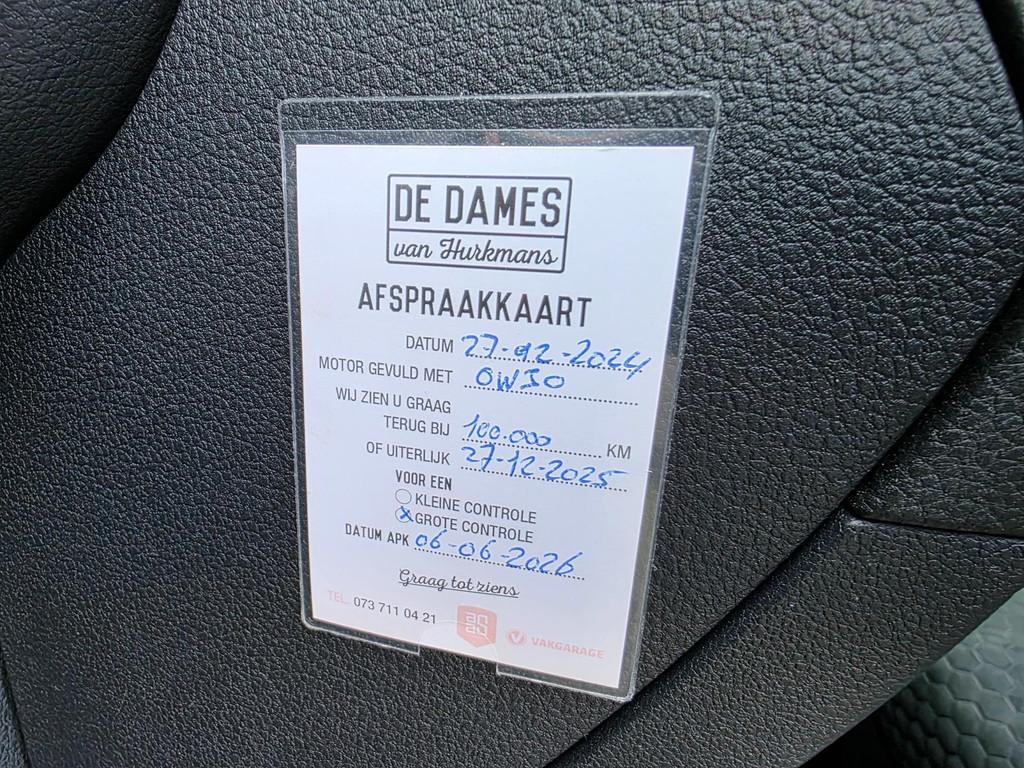 DE DAMES
van Hurkmans
AFSPRAAKKAART
DATUM 27-12-2024
MOTOR GEVULD MET 0W30
WIJ ZIEN U GRAAG
TERUG BIJ 100.000 KM
OF UITERLIJK 27-12-2025
VOOR EEN
KLEINE CONTROLE
GROTE CONTROLE
DATUM APK 06-06-2026
Graag tot ziens
TEL. 073 711 04 21
VAKGARAGE